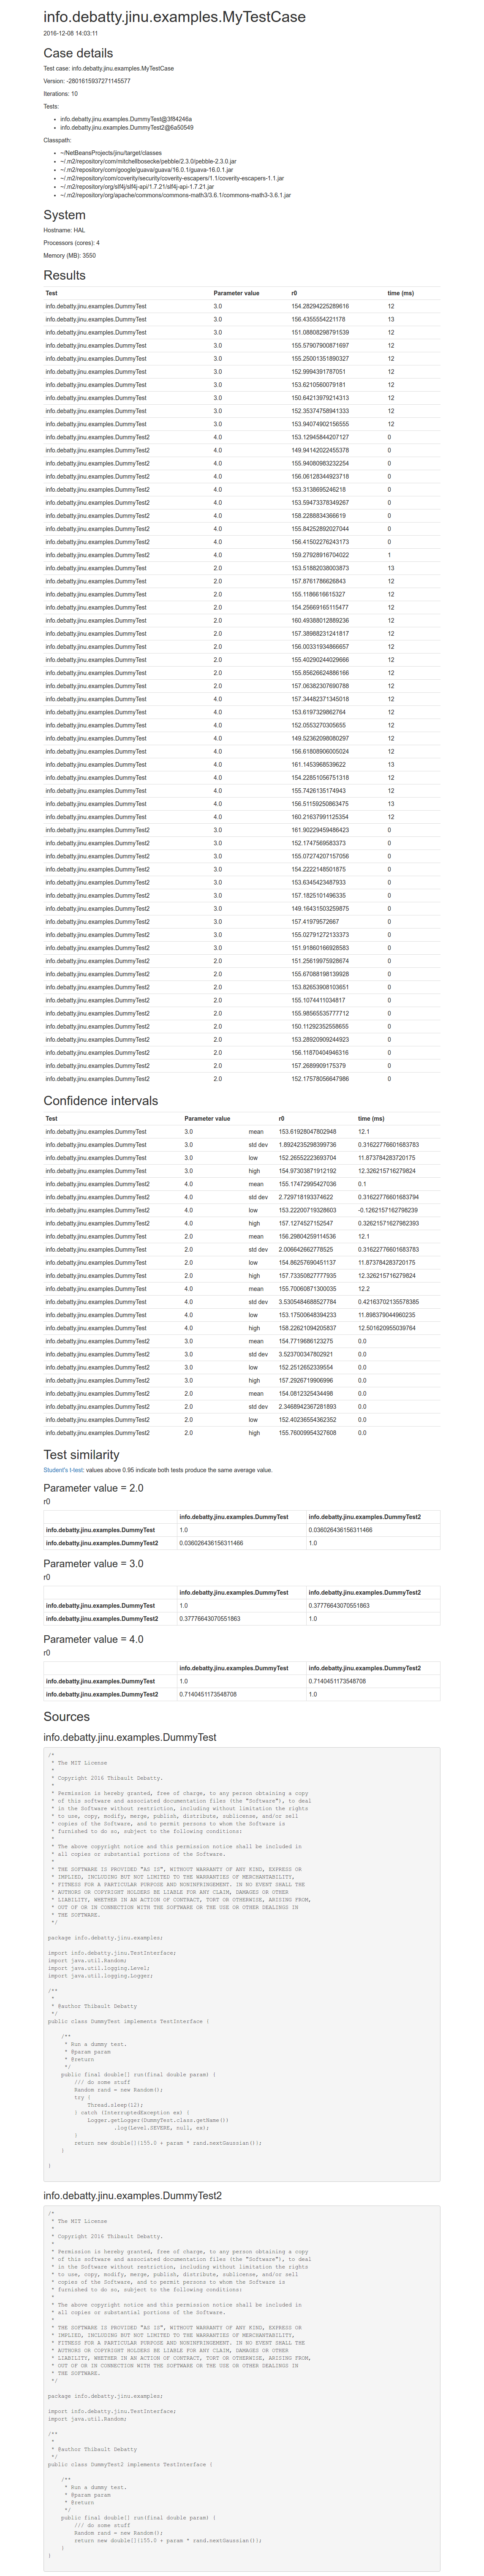 info.debatty.jinu.examples.MyTestCase
2016-12-08 14:03:11
Case details
Test case: info.debatty.jinu.examples.MyTestCase
Version: -2801615937271145577
Iterations: 10
Tests:
info.debatty.jinu.examples.DummyTest@3f84246a
info.debatty.jinu.examples.DummyTest2@6a50549
Classpath:
~/NetBeansProjects/jinu/target/classes
~/.m2/repository/com/mitchellbosecke/pebble/2.3.0/pebble-2.3.0.jar
~/.m2/repository/com/google/guava/guava/16.0.1/guava-16.0.1.jar
~/.m2/repository/com/coverity/security/coverity-escapers/1.1/coverity-escapers-1.1.jar
~/.m2/repository/org/slf4j/slf4j-api/1.7.21/slf4j-api-1.7.21.jar
~/.m2/repository/org/apache/commons/commons-math3/3.6.1/commons-math3-3.6.1.jar
System
Hostname: HAL
Processors (cores): 4
Memory (MB): 3550
Results
Test Parameter value r0 time (ms)
info.debatty.jinu.examples.DummyTest 3.0 154.28294225289616 12
info.debatty.jinu.examples.DummyTest 3.0 156.4355554221178 13
info.debatty.jinu.examples.DummyTest 3.0 151.08808298791539 12
info.debatty.jinu.examples.DummyTest 3.0 155.57907900871697 12
info.debatty.jinu.examples.DummyTest 3.0 155.25001351890327 12
info.debatty.jinu.examples.DummyTest 3.0 152.9994391787051 12
info.debatty.jinu.examples.DummyTest 3.0 153.6210560079181 12
info.debatty.jinu.examples.DummyTest 3.0 150.64213979214313 12
info.debatty.jinu.examples.DummyTest 3.0 152.35374758941333 12
info.debatty.jinu.examples.DummyTest 3.0 153.94074902156555 12
info.debatty.jinu.examples.DummyTest2 4.0 153.12945844207127 0
info.debatty.jinu.examples.DummyTest2 4.0 149.94142022455378 0
info.debatty.jinu.examples.DummyTest2 4.0 155.94080983232254 0
info.debatty.jinu.examples.DummyTest2 4.0 156.06128344923718 0
info.debatty.jinu.examples.DummyTest2 4.0 153.3138695246218 0
info.debatty.jinu.examples.DummyTest2 4.0 153.59473378349267 0
info.debatty.jinu.examples.DummyTest2 4.0 158.2288834366619 0
info.debatty.jinu.examples.DummyTest2 4.0 155.84252892027044 0
info.debatty.jinu.examples.DummyTest2 4.0 156.41502276243173 0
info.debatty.jinu.examples.DummyTest2 4.0 159.27928916704022 1
info.debatty.jinu.examples.DummyTest 2.0 153.51882038003873 13
info.debatty.jinu.examples.DummyTest 2.0 157.8761786626843 12
info.debatty.jinu.examples.DummyTest 2.0 155.1186616615327 12
info.debatty.jinu.examples.DummyTest 2.0 154.25669165115477 12
info.debatty.jinu.examples.DummyTest 2.0 160.49388012889236 12
info.debatty.jinu.examples.DummyTest 2.0 157.38988231241817 12
info.debatty.jinu.examples.DummyTest 2.0 156.00331934866657 12
info.debatty.jinu.examples.DummyTest 2.0 155.40290244029666 12
info.debatty.jinu.examples.DummyTest 2.0 155.85626624886166 12
info.debatty.jinu.examples.DummyTest 2.0 157.06382307690788 12
info.debatty.jinu.examples.DummyTest 4.0 157.34482371345018 12
info.debatty.jinu.examples.DummyTest 4.0 153.6197329862764 12
info.debatty.jinu.examples.DummyTest 4.0 152.0553270305655 12
info.debatty.jinu.examples.DummyTest 4.0 149.52362098080297 12
info.debatty.jinu.examples.DummyTest 4.0 156.61808906005024 12
info.debatty.jinu.examples.DummyTest 4.0 161.1453968539622 13
info.debatty.jinu.examples.DummyTest 4.0 154.22851056751318 12
info.debatty.jinu.examples.DummyTest 4.0 155.7426135174943 12
info.debatty.jinu.examples.DummyTest 4.0 156.51159250863475 13
info.debatty.jinu.examples.DummyTest 4.0 160.21637991125354 12
info.debatty.jinu.examples.DummyTest2 3.0 161.90229459486423 0
info.debatty.jinu.examples.DummyTest2 3.0 152.1747569583373 0
info.debatty.jinu.examples.DummyTest2 3.0 155.07274207157056 0
info.debatty.jinu.examples.DummyTest2 3.0 154.2222148501875 0
info.debatty.jinu.examples.DummyTest2 3.0 153.6345423487933 0
info.debatty.jinu.examples.DummyTest2 3.0 157.1825101496335 0
info.debatty.jinu.examples.DummyTest2 3.0 149.16431503259875 0
info.debatty.jinu.examples.DummyTest2 3.0 157.41979572667 0
info.debatty.jinu.examples.DummyTest2 3.0 155.02791272133373 0
info.debatty.jinu.examples.DummyTest2 3.0 151.91860166928583 0
info.debatty.jinu.examples.DummyTest2 2.0 151.25619975928674 0
info.debatty.jinu.examples.DummyTest2 2.0 155.67088198139928 0
info.debatty.jinu.examples.DummyTest2 2.0 153.82653908103651 0
info.debatty.jinu.examples.DummyTest2 2.0 155.1074411034817 0
info.debatty.jinu.examples.DummyTest2 2.0 155.98565535777712 0
info.debatty.jinu.examples.DummyTest2 2.0 150.11292352558655 0
info.debatty.jinu.examples.DummyTest2 2.0 153.28920909244923 0
info.debatty.jinu.examples.DummyTest2 2.0 156.11870404946316 0
info.debatty.jinu.examples.DummyTest2 2.0 157.2689909175379 0
info.debatty.jinu.examples.DummyTest2 2.0 152.17578056647986 0
Confidence intervals
Test Parameter value r0 time (ms)
info.debatty.jinu.examples.DummyTest 3.0 mean 153.61928047802948 12.1
info.debatty.jinu.examples.DummyTest 3.0 std dev 1.8924235298399736 0.31622776601683783
info.debatty.jinu.examples.DummyTest 3.0 low 152.26552223693704 11.873784283720175
info.debatty.jinu.examples.DummyTest 3.0 high 154.97303871912192 12.326215716279824
info.debatty.jinu.examples.DummyTest2 4.0 mean 155.17472995427036 0.1
info.debatty.jinu.examples.DummyTest2 4.0 std dev 2.729718193374622 0.31622776601683794
info.debatty.jinu.examples.DummyTest2 4.0 low 153.22200719328603 -0.1262157162798239
info.debatty.jinu.examples.DummyTest2 4.0 high 157.1274527152547 0.32621571627982393
info.debatty.jinu.examples.DummyTest 2.0 mean 156.29804259114536 12.1
info.debatty.jinu.examples.DummyTest 2.0 std dev 2.006642662778525 0.31622776601683783
info.debatty.jinu.examples.DummyTest 2.0 low 154.86257690451137 11.873784283720175
info.debatty.jinu.examples.DummyTest 2.0 high 157.73350827777935 12.326215716279824
info.debatty.jinu.examples.DummyTest 4.0 mean 155.70060871300035 12.2
info.debatty.jinu.examples.DummyTest 4.0 std dev 3.5305484688527784 0.42163702135578385
info.debatty.jinu.examples.DummyTest 4.0 low 153.17500648394233 11.898379044960235
info.debatty.jinu.examples.DummyTest 4.0 high 158.22621094205837 12.501620955039764
info.debatty.jinu.examples.DummyTest2 3.0 mean 154.7719686123275 0.0
info.debatty.jinu.examples.DummyTest2 3.0 std dev 3.523700347802921 0.0
info.debatty.jinu.examples.DummyTest2 3.0 low 152.2512652339554 0.0
info.debatty.jinu.examples.DummyTest2 3.0 high 157.2926719906996 0.0
info.debatty.jinu.examples.DummyTest2 2.0 mean 154.0812325434498 0.0
info.debatty.jinu.examples.DummyTest2 2.0 std dev 2.3468942367281893 0.0
info.debatty.jinu.examples.DummyTest2 2.0 low 152.40236554362352 0.0
info.debatty.jinu.examples.DummyTest2 2.0 high 155.76009954327608 0.0
Test similarity
Student's t-test: values above 0.95 indicate both tests produce the same average value.
Parameter value = 2.0
r0
info.debatty.jinu.examples.DummyTest info.debatty.jinu.examples.DummyTest2
info.debatty.jinu.examples.DummyTest 1.0 0.036026436156311466
info.debatty.jinu.examples.DummyTest2 0.036026436156311466 1.0
Parameter value = 3.0
r0
info.debatty.jinu.examples.DummyTest info.debatty.jinu.examples.DummyTest2
info.debatty.jinu.examples.DummyTest 1.0 0.37776643070551863
info.debatty.jinu.examples.DummyTest2 0.37776643070551863 1.0
Parameter value = 4.0
r0
info.debatty.jinu.examples.DummyTest info.debatty.jinu.examples.DummyTest2
info.debatty.jinu.examples.DummyTest 1.0 0.7140451173548708
info.debatty.jinu.examples.DummyTest2 0.7140451173548708 1.0
Sources
info.debatty.jinu.examples.DummyTest
/*
 * The MIT License
 *
 * Copyright 2016 Thibault Debatty.
 *
 * Permission is hereby granted, free of charge, to any person obtaining a copy
 * of this software and associated documentation files (the "Software"), to deal
 * in the Software without restriction, including without limitation the rights
 * to use, copy, modify, merge, publish, distribute, sublicense, and/or sell
 * copies of the Software, and to permit persons to whom the Software is
 * furnished to do so, subject to the following conditions:
 *
 * The above copyright notice and this permission notice shall be included in
 * all copies or substantial portions of the Software.
 *
 * THE SOFTWARE IS PROVIDED "AS IS", WITHOUT WARRANTY OF ANY KIND, EXPRESS OR
 * IMPLIED, INCLUDING BUT NOT LIMITED TO THE WARRANTIES OF MERCHANTABILITY,
 * FITNESS FOR A PARTICULAR PURPOSE AND NONINFRINGEMENT. IN NO EVENT SHALL THE
 * AUTHORS OR COPYRIGHT HOLDERS BE LIABLE FOR ANY CLAIM, DAMAGES OR OTHER
 * LIABILITY, WHETHER IN AN ACTION OF CONTRACT, TORT OR OTHERWISE, ARISING FROM,
 * OUT OF OR IN CONNECTION WITH THE SOFTWARE OR THE USE OR OTHER DEALINGS IN
 * THE SOFTWARE.
 */
package info.debatty.jinu.examples;
import info.debatty.jinu.TestInterface;
import java.util.Random;
import java.util.logging.Level;
import java.util.logging.Logger;
/**
 *
 * @author Thibault Debatty
 */
public class DummyTest implements TestInterface {
    /**
     * Run a dummy test.
     * @param param
     * @return
     */
    public final double[] run(final double param) {
        /// do some stuff
        Random rand = new Random();
        try {
            Thread.sleep(12);
        } catch (InterruptedException ex) {
            Logger.getLogger(DummyTest.class.getName())
                    .log(Level.SEVERE, null, ex);
        }
        return new double[]{155.0 + param * rand.nextGaussian()};
    }
}
info.debatty.jinu.examples.DummyTest2
/*
 * The MIT License
 *
 * Copyright 2016 Thibault Debatty.
 *
 * Permission is hereby granted, free of charge, to any person obtaining a copy
 * of this software and associated documentation files (the "Software"), to deal
 * in the Software without restriction, including without limitation the rights
 * to use, copy, modify, merge, publish, distribute, sublicense, and/or sell
 * copies of the Software, and to permit persons to whom the Software is
 * furnished to do so, subject to the following conditions:
 *
 * The above copyright notice and this permission notice shall be included in
 * all copies or substantial portions of the Software.
 *
 * THE SOFTWARE IS PROVIDED "AS IS", WITHOUT WARRANTY OF ANY KIND, EXPRESS OR
 * IMPLIED, INCLUDING BUT NOT LIMITED TO THE WARRANTIES OF MERCHANTABILITY,
 * FITNESS FOR A PARTICULAR PURPOSE AND NONINFRINGEMENT. IN NO EVENT SHALL THE
 * AUTHORS OR COPYRIGHT HOLDERS BE LIABLE FOR ANY CLAIM, DAMAGES OR OTHER
 * LIABILITY, WHETHER IN AN ACTION OF CONTRACT, TORT OR OTHERWISE, ARISING FROM,
 * OUT OF OR IN CONNECTION WITH THE SOFTWARE OR THE USE OR OTHER DEALINGS IN
 * THE SOFTWARE.
 */
package info.debatty.jinu.examples;
import info.debatty.jinu.TestInterface;
import java.util.Random;
/**
 *
 * @author Thibault Debatty
 */
public class DummyTest2 implements TestInterface {
    /**
     * Run a dummy test.
     * @param param
     * @return
     */
    public final double[] run(final double param) {
        /// do some stuff
        Random rand = new Random();
        return new double[]{155.0 + param * rand.nextGaussian()};
    }
}